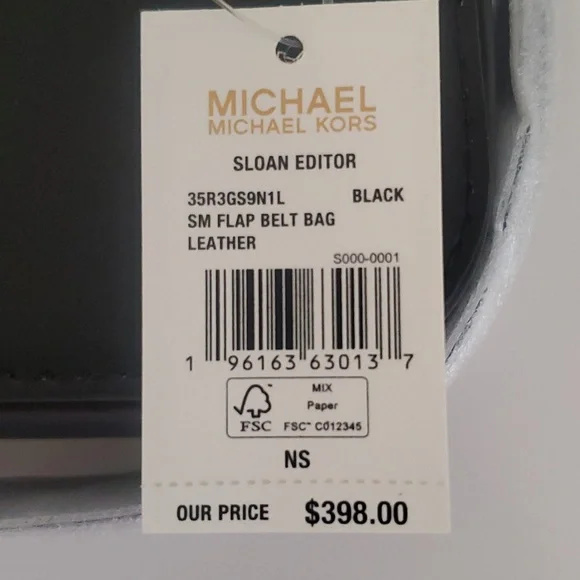 MICHAEL
MICHAEL KORS
SLOAN EDITOR
35R3GS9N1L BLACK
SM FLAP BELT BAG
LEATHER
S000-0001
1 96163 63013 7
MIX
Paper
FSC FSC™ C012345
NS
OUR PRICE $398.00